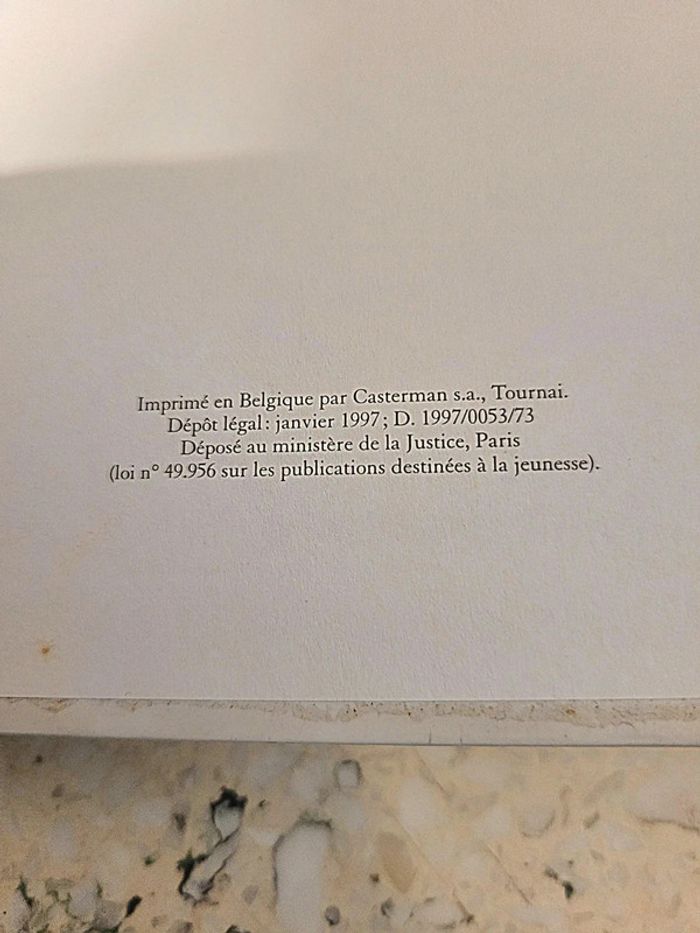 Imprimé en Belgique par Casterman s.a., Tournai.
Dépôt légal: janvier 1997; D. 1997/0053/73
Déposé au ministère de la Justice, Paris
(loi n° 49.956 sur les publications destinées à la jeunesse).